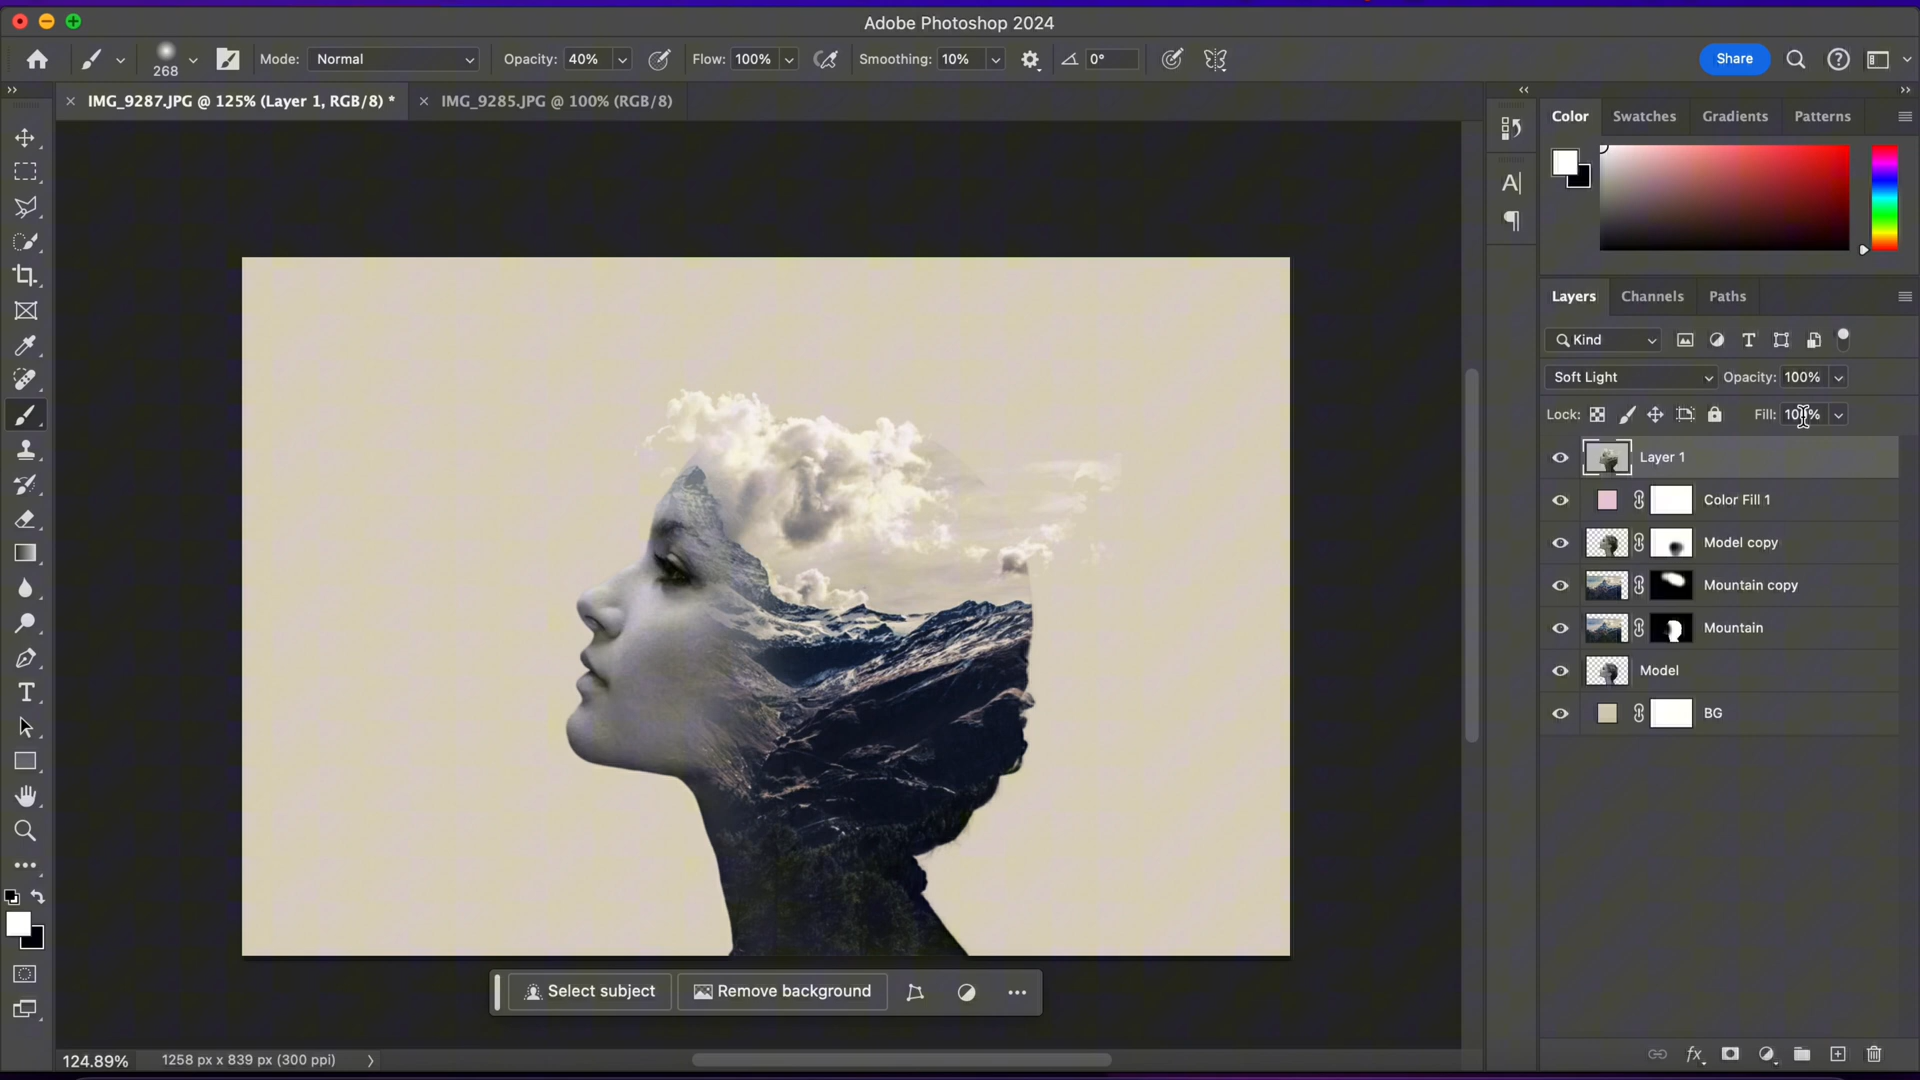 Adobe Photoshop 2024
268
Mode: Normal
Opacity: 40%
Flow: 100%
Smoothing: 10%
0°
Share
IMG_9287.JPG @ 125% (Layer 1, RGB/8) *
IMG_9285.JPG @ 100% (RGB/8)
Color
Swatches
Gradients
Patterns
Layers
Channels
Paths
Kind
Soft Light
Opacity: 100%
Lock:
Fill: 100%
Layer 1
Color Fill 1
Model copy
Mountain copy
Mountain
Model
BG
Select subject
Remove background
124.89%
1258 px x 839 px (300 ppi)
fx